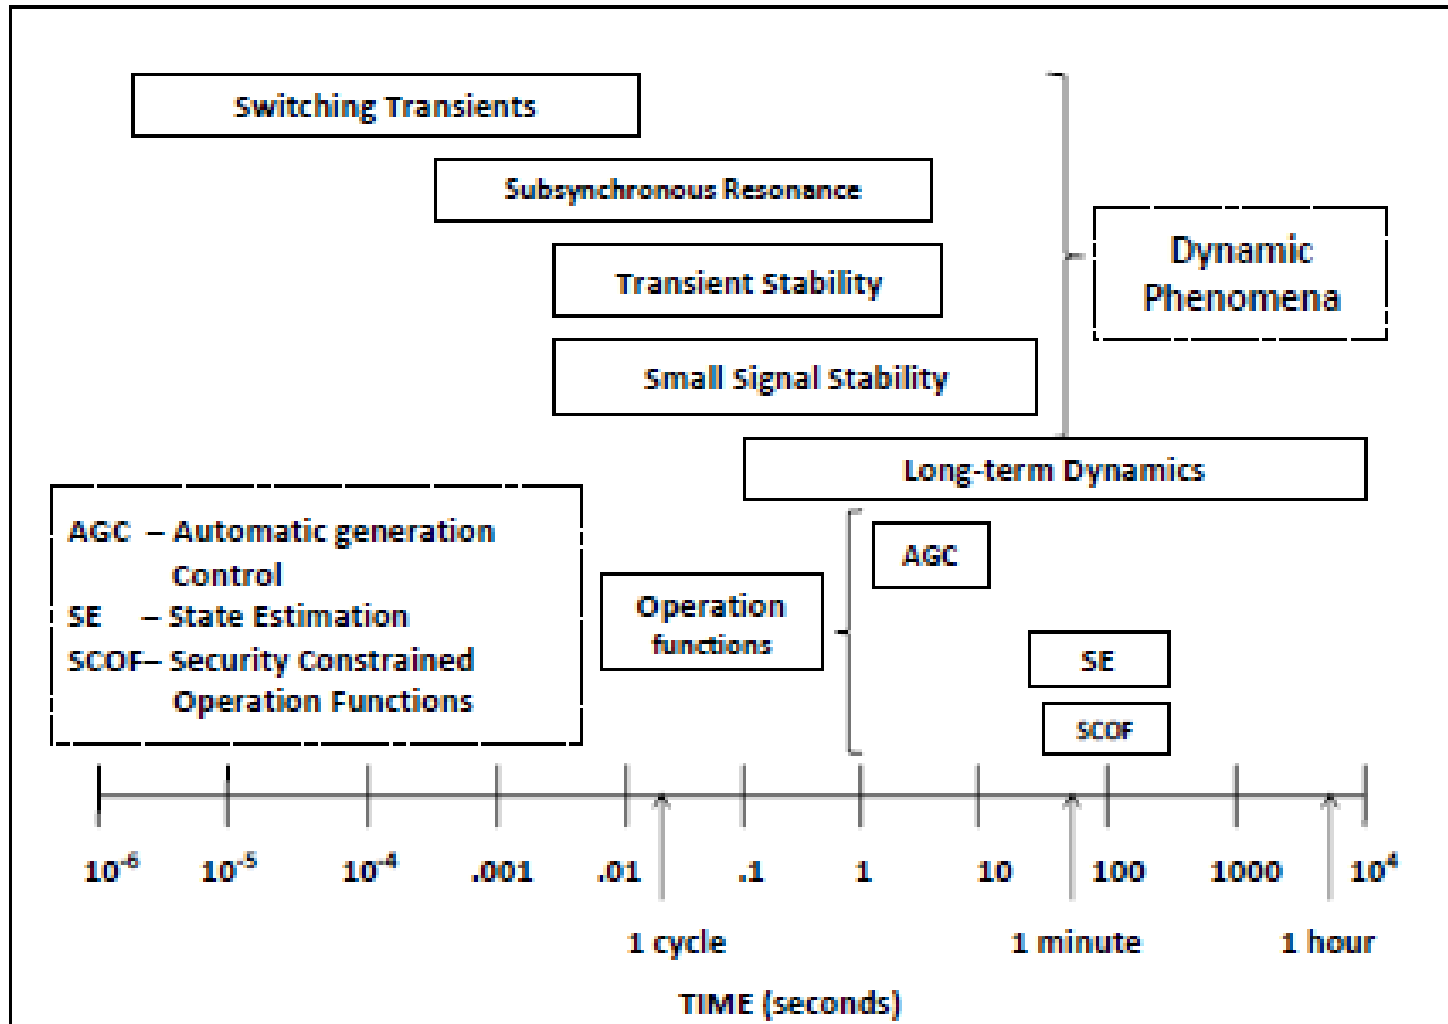 Switching Transients
Subsynchronous Resonance
Transient Stability
Small Signal Stability
Long-term Dynamics
Dynamic
Phenomena
AGC – Automatic generation
Control
SE – State Estimation
SCOF– Security Constrained
Operation Functions
Operation
functions
AGC
SE
SCOF
10⁻⁶ 10⁻⁵ 10⁻⁴ .001 .01 .1 1 10 100 1000 10⁴
1 cycle 1 minute 1 hour
TIME (seconds)